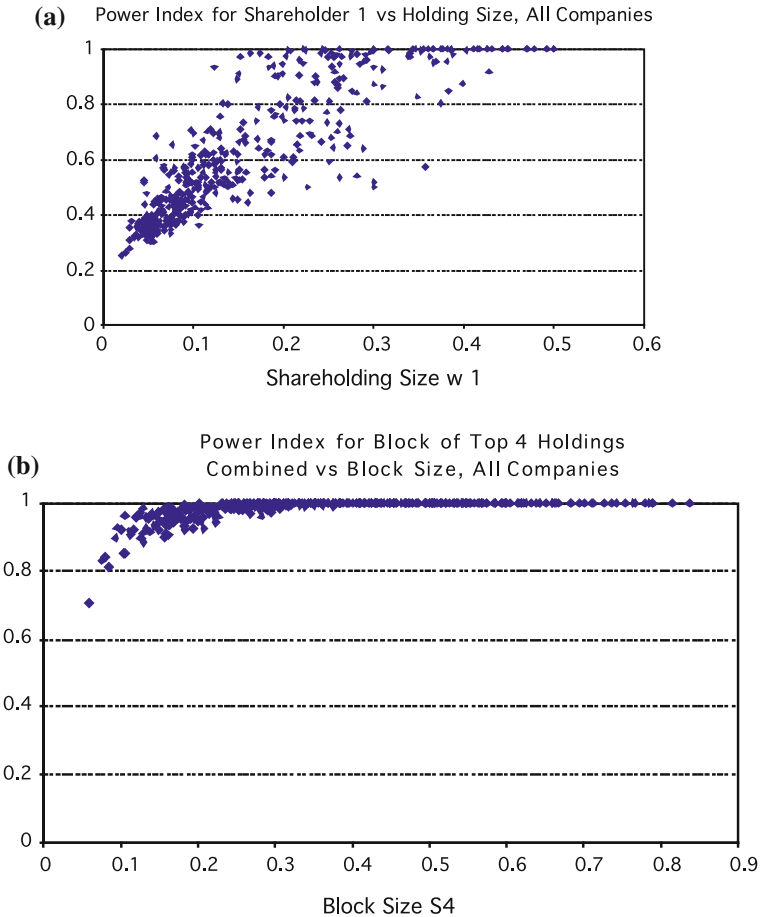 (a) Power Index for Shareholder 1 vs Holding Size, All Companies
1
0.8
0.6
0.4
0.2
0
0 0.1 0.2 0.3 0.4 0.5 0.6
Shareholding Size w 1
(b) Power Index for Block of Top 4 Holdings
Combined vs Block Size, All Companies
1
0.8
0.6
0.4
0.2
0
0 0.1 0.2 0.3 0.4 0.5 0.6 0.7 0.8 0.9
Block Size S4